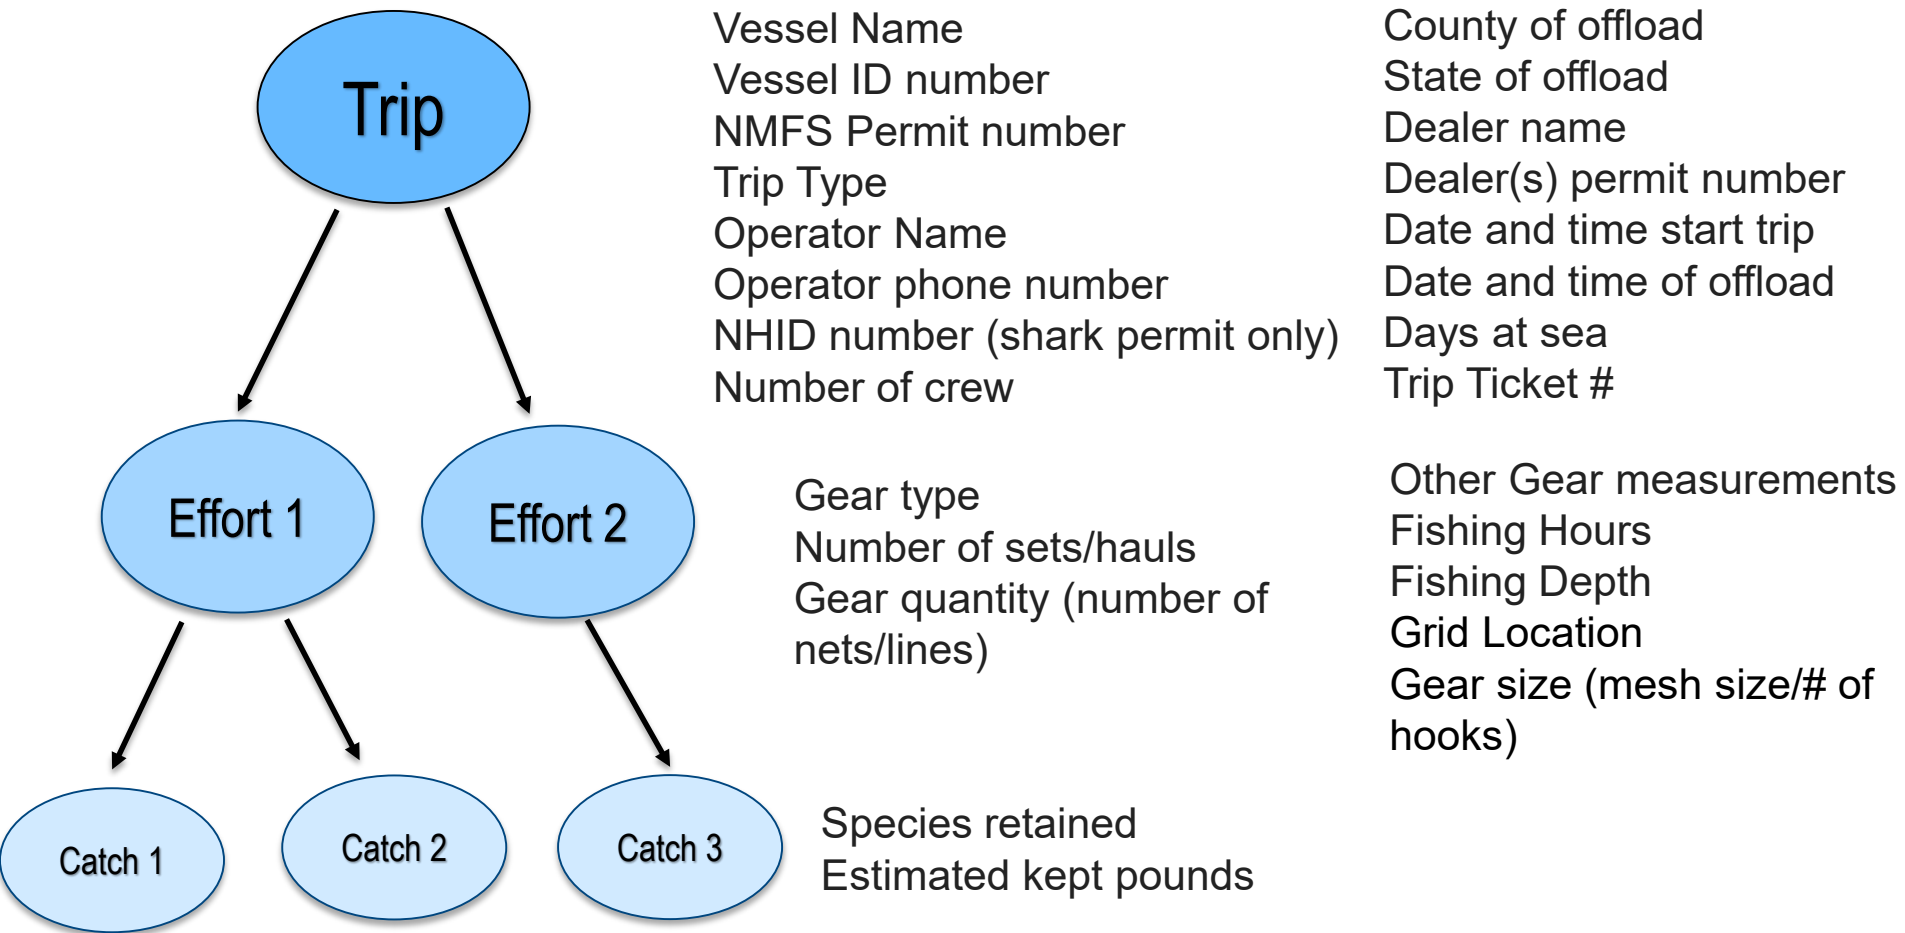 Trip
Vessel Name
Vessel ID number
NMFS Permit number
Trip Type
Operator Name
Operator phone number
NHID number (shark permit only)
Number of crew
County of offload
State of offload
Dealer name
Dealer(s) permit number
Date and time start trip
Date and time of offload
Days at sea
Trip Ticket #
Effort 1
Effort 2
Gear type
Number of sets/hauls
Gear quantity (number of
nets/lines)
Other Gear measurements
Fishing Hours
Fishing Depth
Grid Location
Gear size (mesh size/# of
hooks)
Catch 1
Catch 2
Catch 3
Species retained
Estimated kept pounds